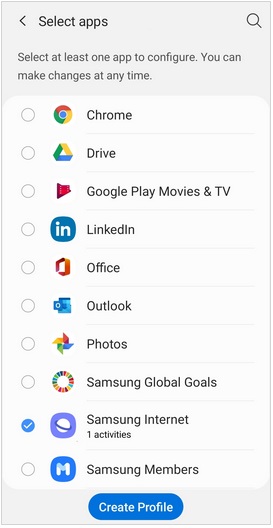 Select apps
Select at least one app to configure. You can
make changes at any time.
Chrome
Drive
Google Play Movies & TV
LinkedIn
Office
Outlook
Photos
Samsung Global Goals
Samsung Internet
1 activities
Samsung Members
Create Profile